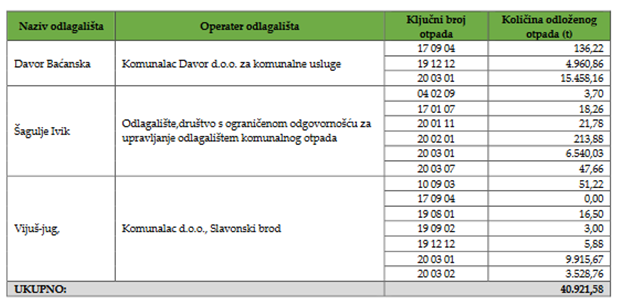 Naziv odlagališta Operater odlagališta Ključni broj otpada Količina odloženog otpada (t)
17 09 04 136,22
Davor Baćanska Komunalac Davor d.o.o. za komunalne usluge 19 12 12 4.960,86
20 03 01 15.458,16
04 02 09 3,70
17 01 07 18,26
Šagulje Ivik Odlagalište,društvo s ograničenom odgovornošću za upravljanje odlagalištem komunalnog otpada 20 01 11 21,78
20 02 01 213,88
20 03 01 6.540,03
20 03 07 47,66
10 09 03 51,22
17 09 04 0,00
19 08 01 16,50
Vijuš-jug, Komunalac d.o.o., Slavonski brod 19 09 02 3,00
19 12 12 5,88
20 03 01 9.915,67
20 03 02 3.528,76
UKUPNO: 40.921,58